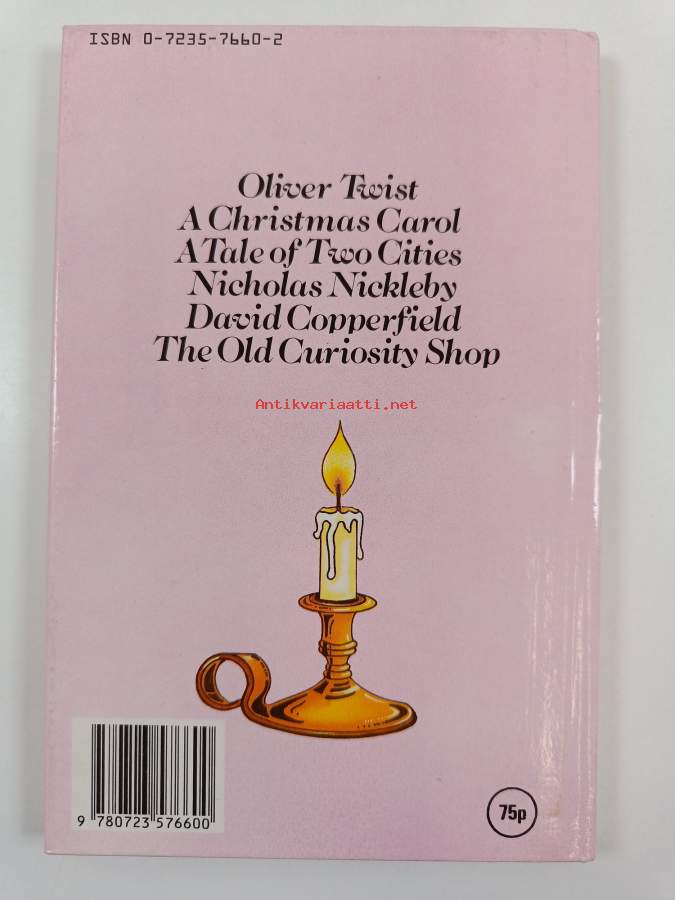 ISBN 0-7235-7660-2
Oliver Twist
A Christmas Carol
A Tale of Two Cities
Nicholas Nickleby
David Copperfield
The Old Curiosity Shop
Antikvariaatti.net
9 780723 576600
75p